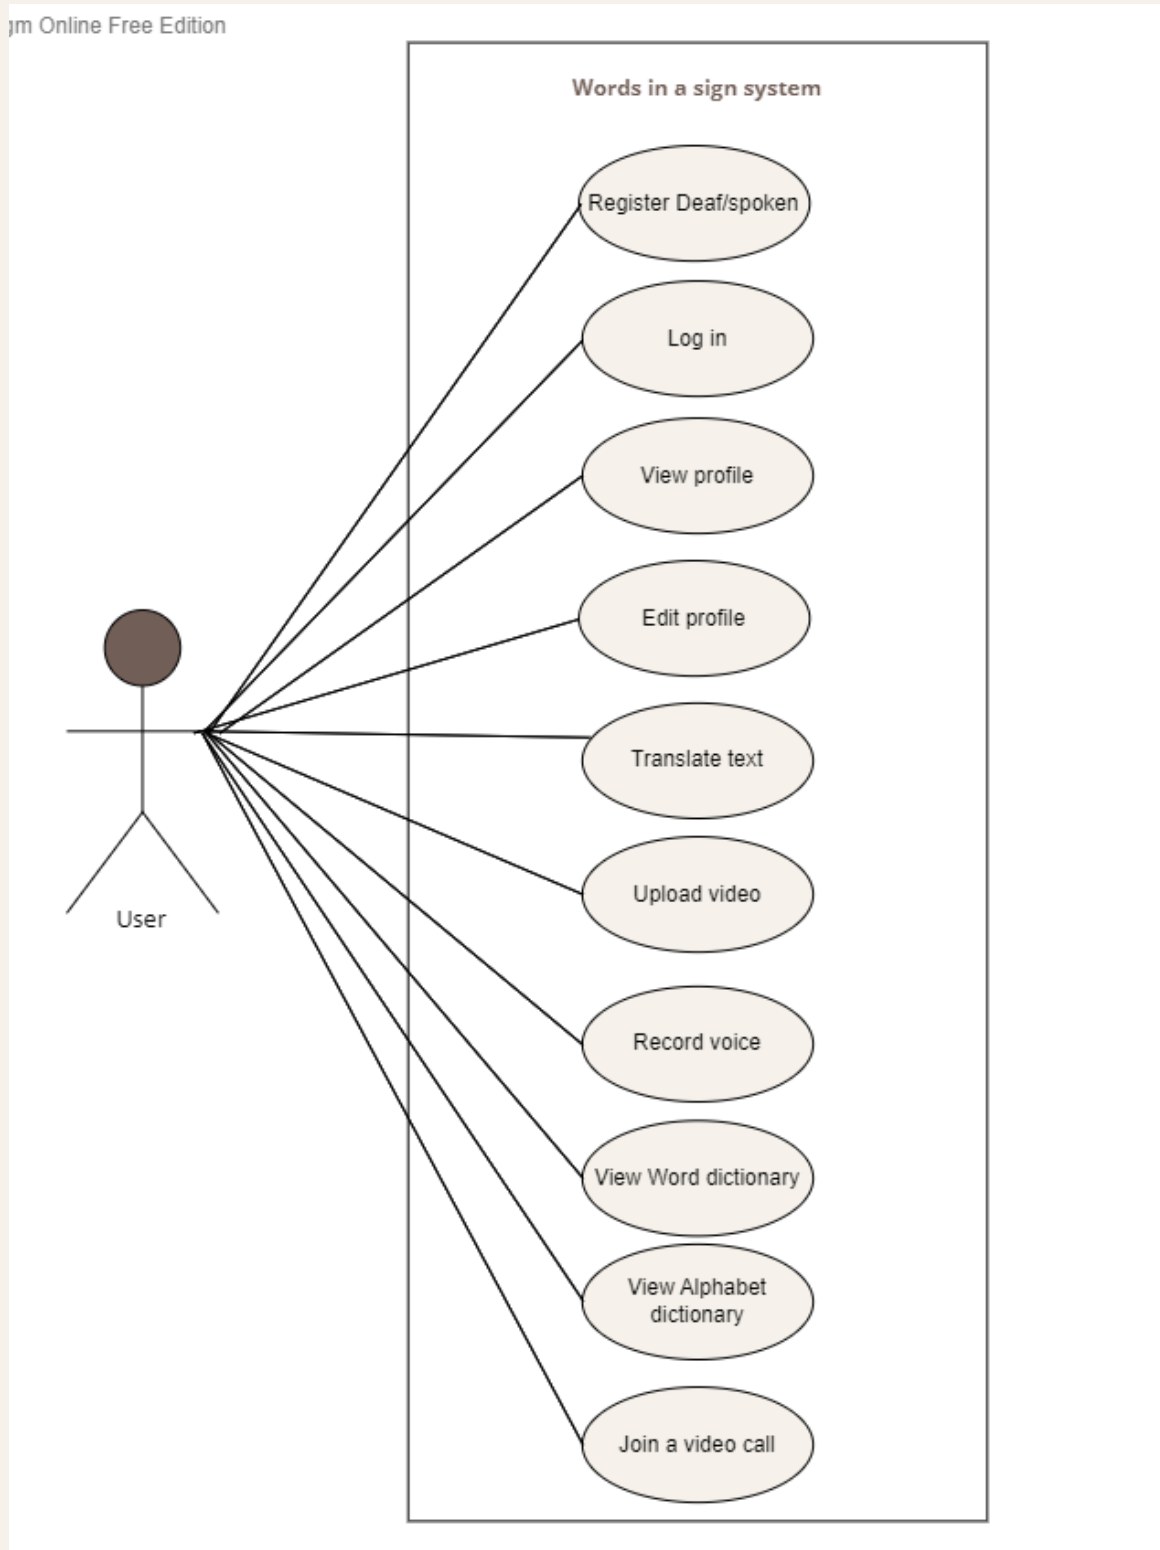 Online Free Edition
Words in a sign system
Register Deaf/spoken
Log in
View profile
Edit profile
Translate text
Upload video
User
Record voice
View Word dictionary
View Alphabet
dictionary
Join a video call